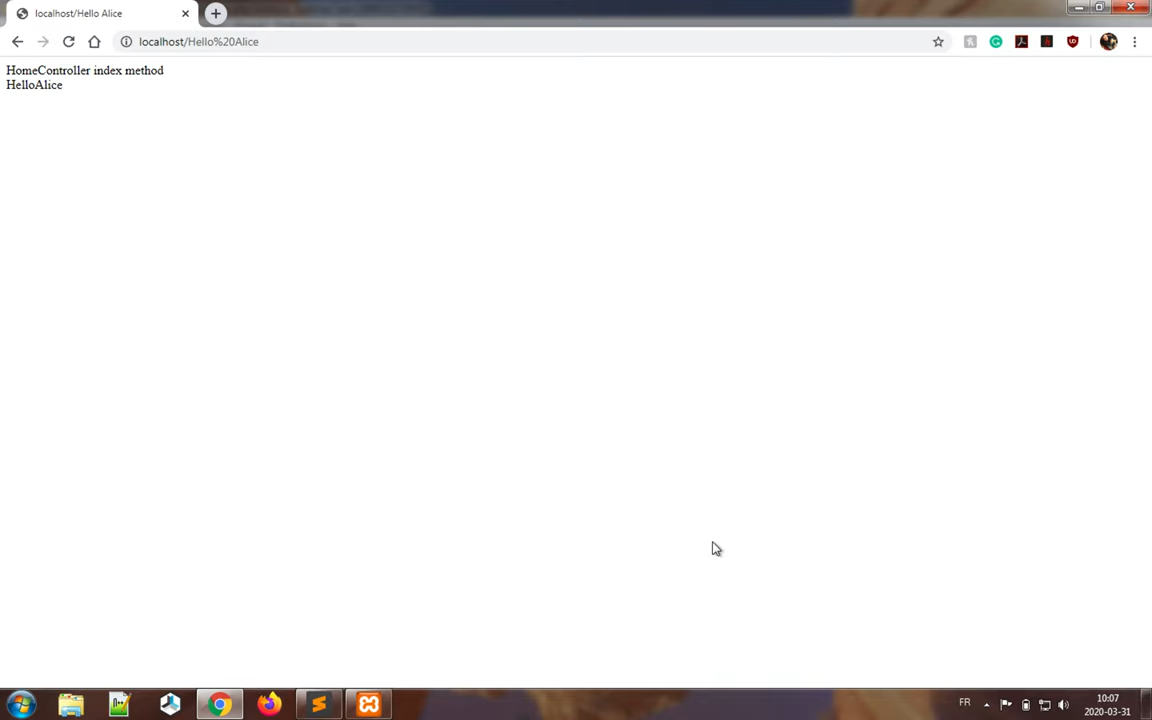 localhost/Hello Alice
localhost/Hello%20Alice
HomeController index method
HelloAlice
FR
10:07
2020-03-31